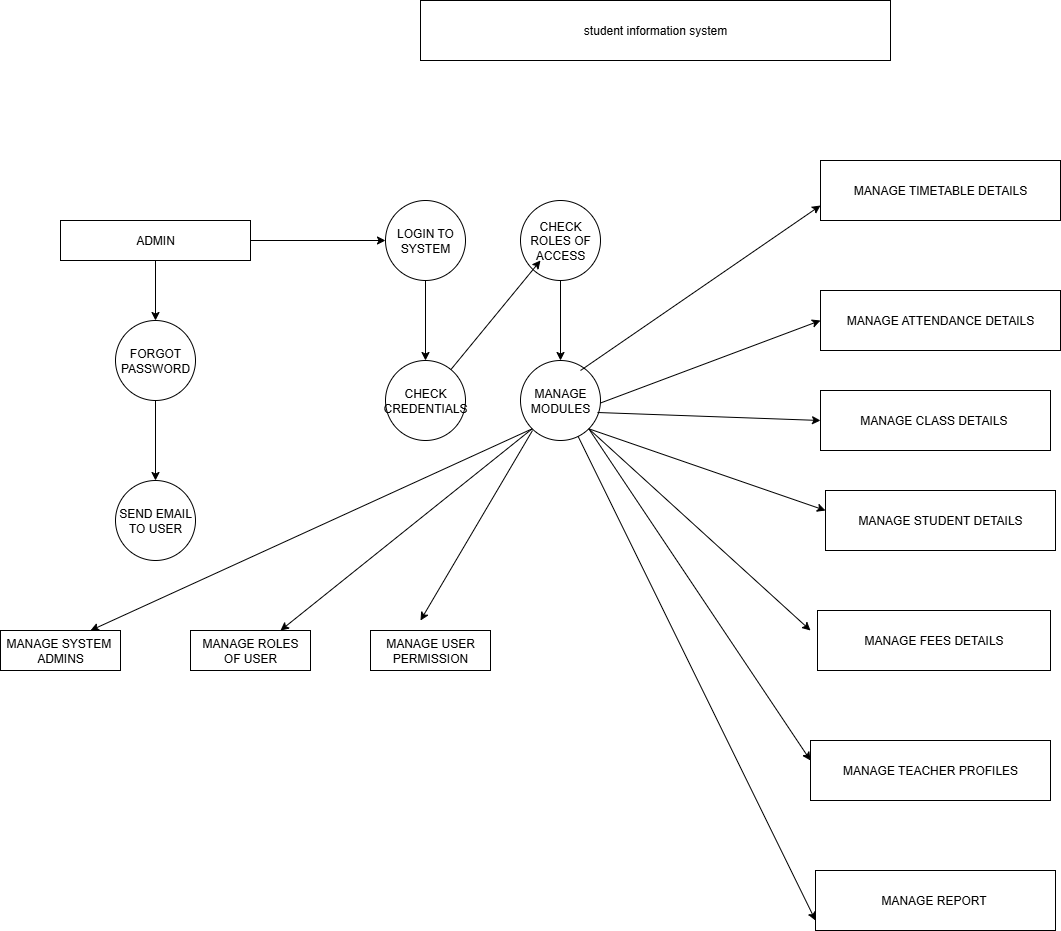 student information system
MANAGE TIMETABLE DETAILS
ADMIN
LOGIN TO
SYSTEM
CHECK
ROLES OF
ACCESS
MANAGE ATTENDANCE DETAILS
FORGOT
PASSWORD
CHECK
CREDENTIALS
MANAGE
MODULES
MANAGE CLASS DETAILS
SEND EMAIL
TO USER
MANAGE STUDENT DETAILS
MANAGE SYSTEM
ADMINS
MANAGE ROLES
OF USER
MANAGE USER
PERMISSION
MANAGE FEES DETAILS
MANAGE TEACHER PROFILES
MANAGE REPORT